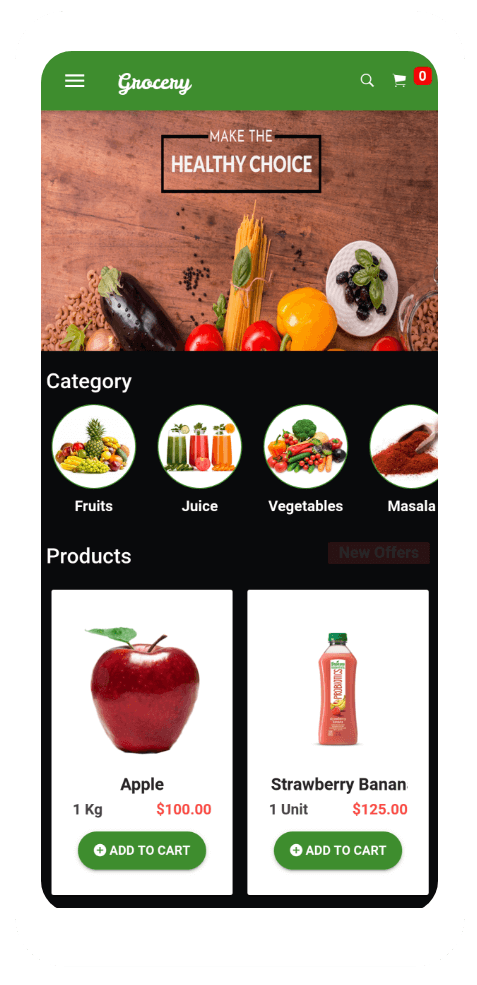 Grocery
0
MAKE THE
HEALTHY CHOICE
Category
Fruits
Juice
Vegetables
Masala
Products
New Offers
PROBIOTICS
Apple
Strawberry Banan
1 Kg
$100.00
1 Unit
$125.00
ADD TO CART
ADD TO CART